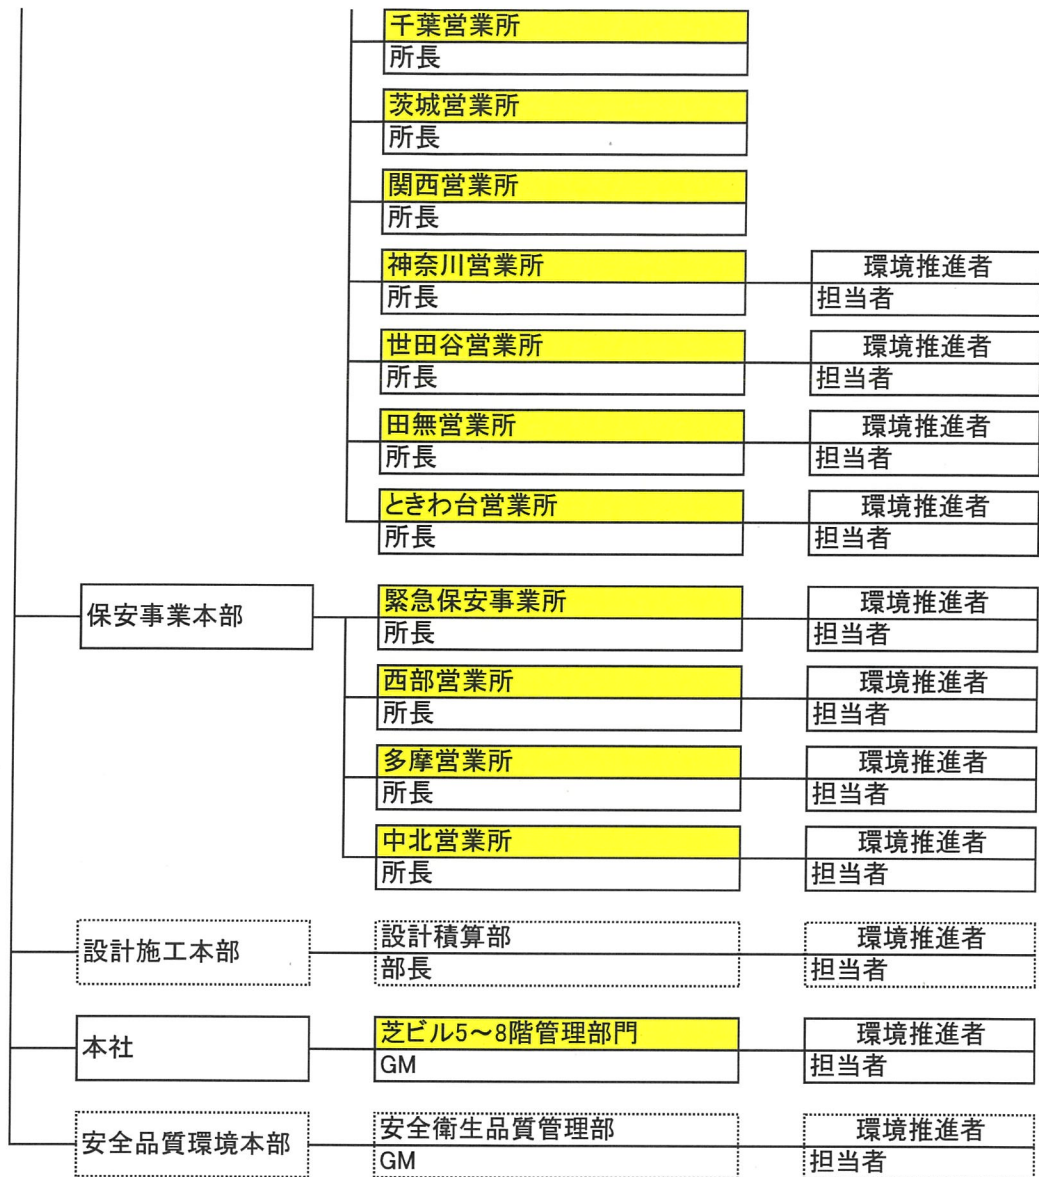 千葉営業所
所長
茨城営業所
所長
関西営業所
所長
神奈川営業所
所長
環境推進者
担当者
世田谷営業所
所長
環境推進者
担当者
田無営業所
所長
環境推進者
担当者
ときわ台営業所
所長
環境推進者
担当者
保安事業本部
緊急保安事業所
所長
環境推進者
担当者
西部営業所
所長
環境推進者
担当者
多摩営業所
所長
環境推進者
担当者
中北営業所
所長
環境推進者
担当者
設計施工本部
設計積算部
部長
環境推進者
担当者
本社
芝ビル5～8階管理部門
GM
環境推進者
担当者
安全品質環境本部
安全衛生品質管理部
GM
環境推進者
担当者